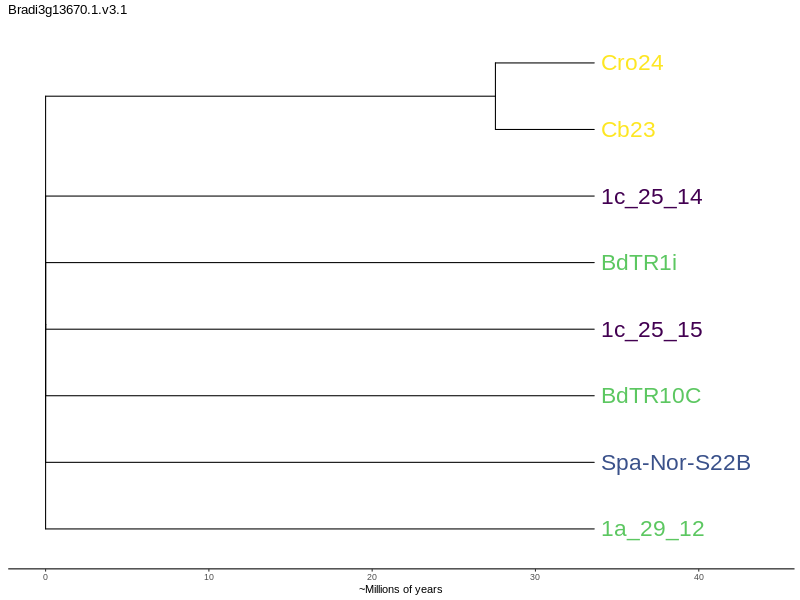 Bradi3g13670.1.v3.1
Cro24
Cb23
1c_25_14
BdTR1i
1c_25_15
BdTR10C
Spa-Nor-S22B
1a_29_12
0 10 20 30 40
~Millions of years